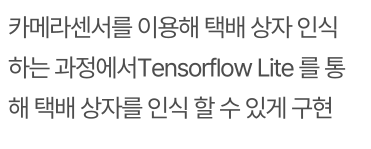 카메라센서를 이용해 택배 상자 인식
하는 과정에서Tensorflow Lite 를 통
해 택배 상자를 인식 할 수 있게 구현